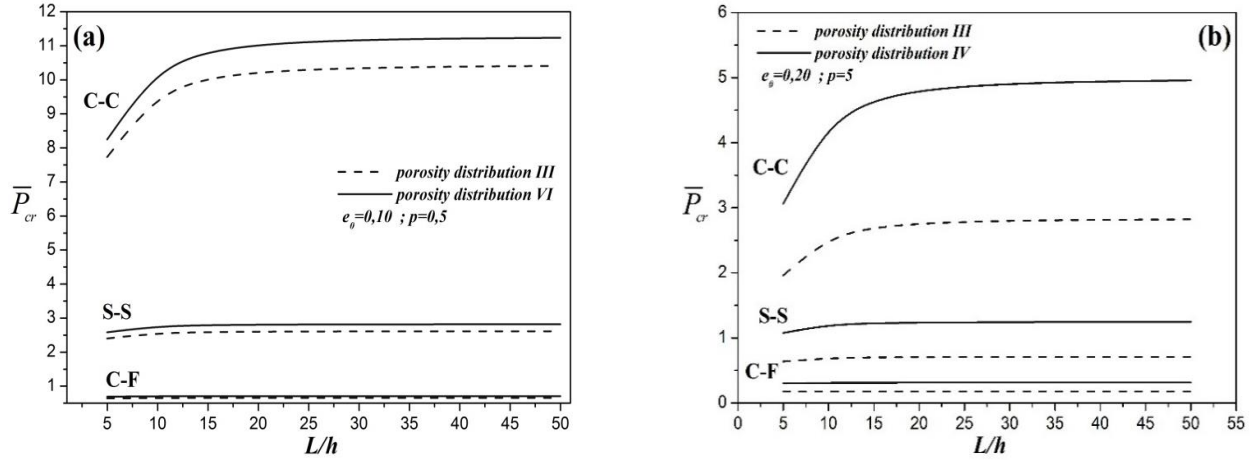 (a)
12
11
10
9
8
7
6
5
4
3
2
1
P̅cr
C-C
S-S
C-F
porosity distribution III
porosity distribution VI
e₀=0,10 ; p=0,5
5 10 15 20 25 30 35 40 45 50
L/h
(b)
6
5
4
3
2
1
0
P̅cr
porosity distribution III
porosity distribution IV
e₀=0,20 ; p=5
C-C
S-S
C-F
0 5 10 15 20 25 30 35 40 45 50 55
L/h